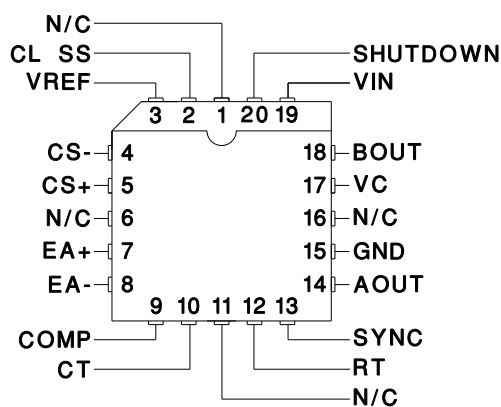 N/C
CL SS
SHUTDOWN
VREF
VIN
3 2 1 20 19
CS- 4
18 BOUT
CS+ 5
17 VC
N/C 6
16 N/C
EA+ 7
15 GND
EA- 8
14 AOUT
9 10 11 12 13
COMP
SYNC
CT
RT
N/C